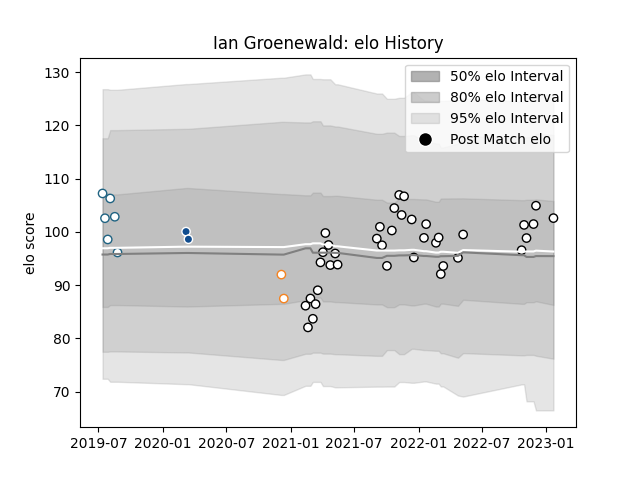 Ian Groenewald: elo History
50% elo Interval
80% elo Interval
95% elo Interval
Post Match elo
elo score
130
120
110
100
90
80
70
2019-07 2020-01 2020-07 2021-01 2021-07 2022-01 2022-07 2023-01